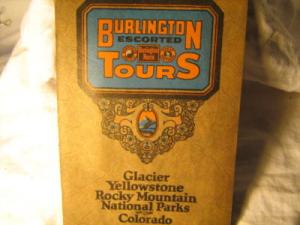 BURLINGTON
ESCORTED
TOURS
Glacier
Yellowstone
Rocky Mountain
National Parks
Colorado